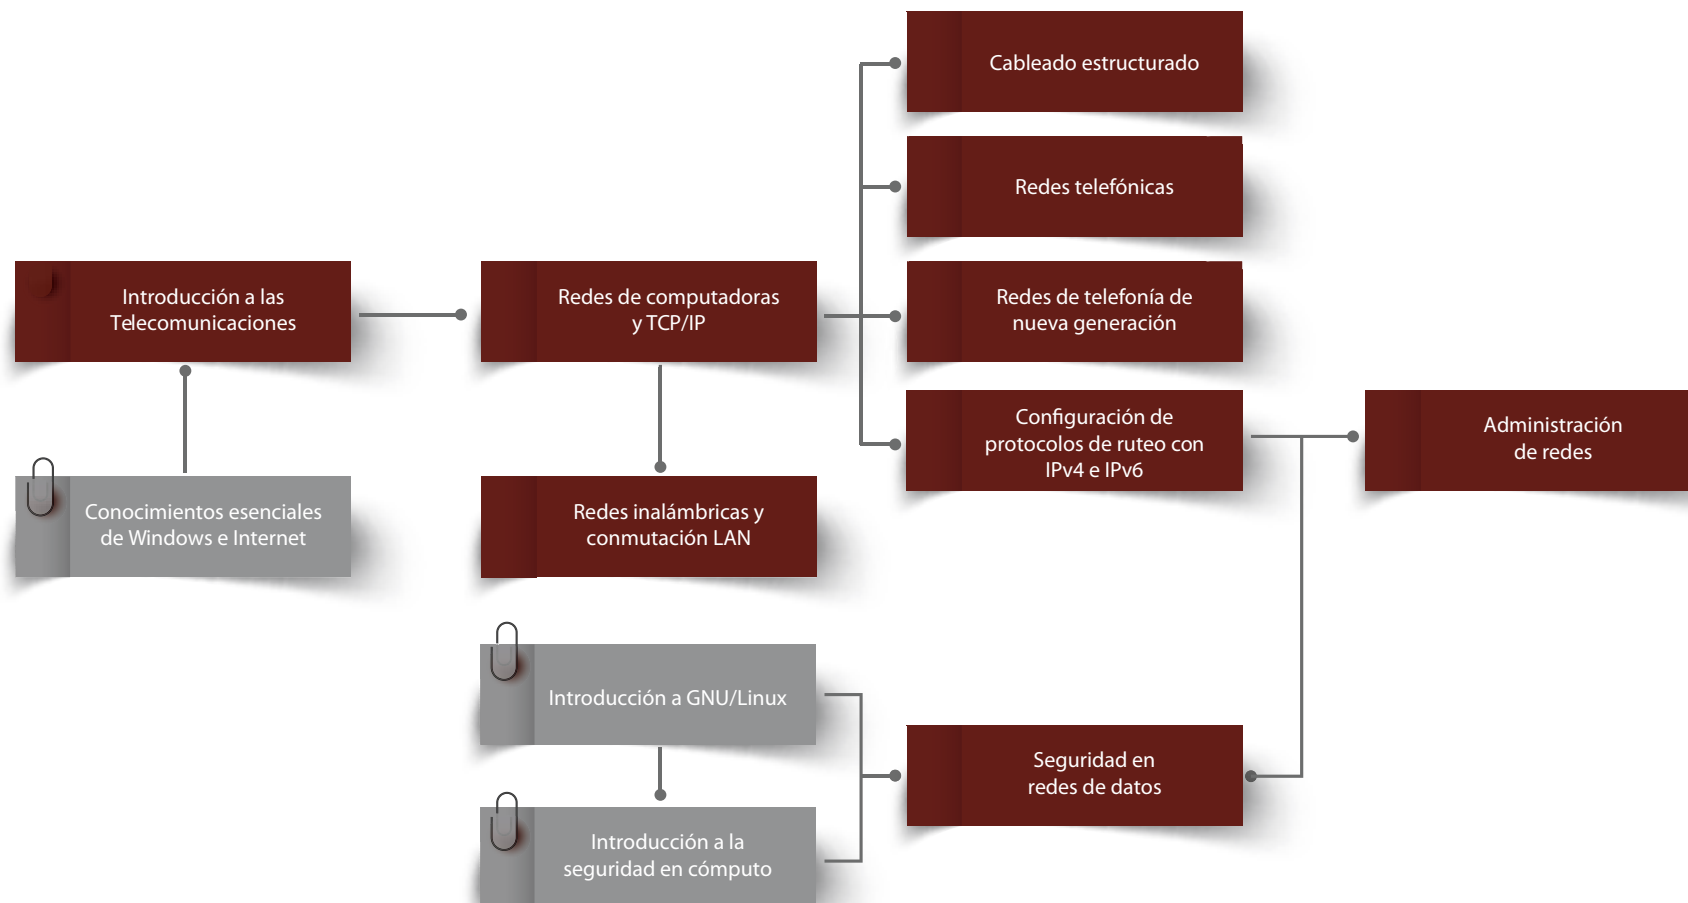 Cableado estructurado
Redes telefónicas
Introducción a las
Telecomunicaciones
Redes de computadoras
y TCP/IP
Redes de telefonía de
nueva generación
Configuración de
protocolos de ruteo con
IPv4 e IPv6
Administración
de redes
Conocimientos esenciales
de Windows e Internet
Redes inalámbricas y
conmutación LAN
Introducción a GNU/Linux
Seguridad en
redes de datos
Introducción a la
seguridad en cómputo